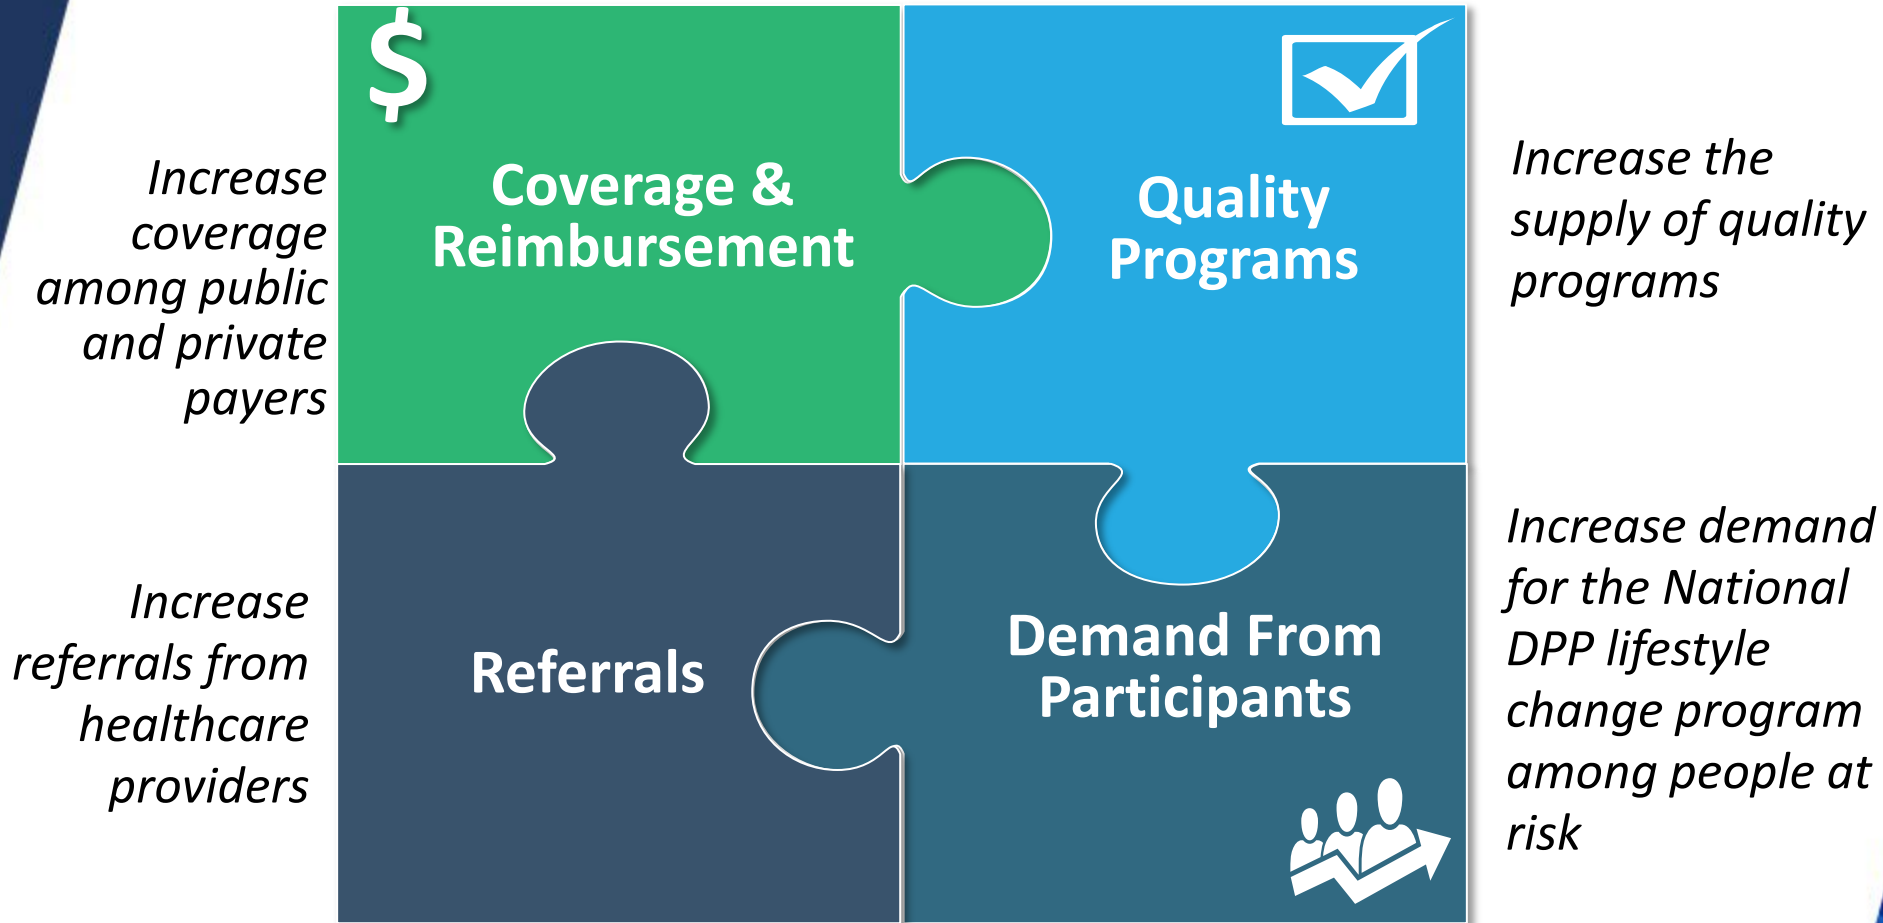 $
Increase
coverage
among public
and private
payers
Coverage &
Reimbursement
Quality
Programs
Increase the
supply of quality
programs
Increase
referrals from
healthcare
providers
Referrals
Demand From
Participants
Increase demand
for the National
DPP lifestyle
change program
among people at
risk